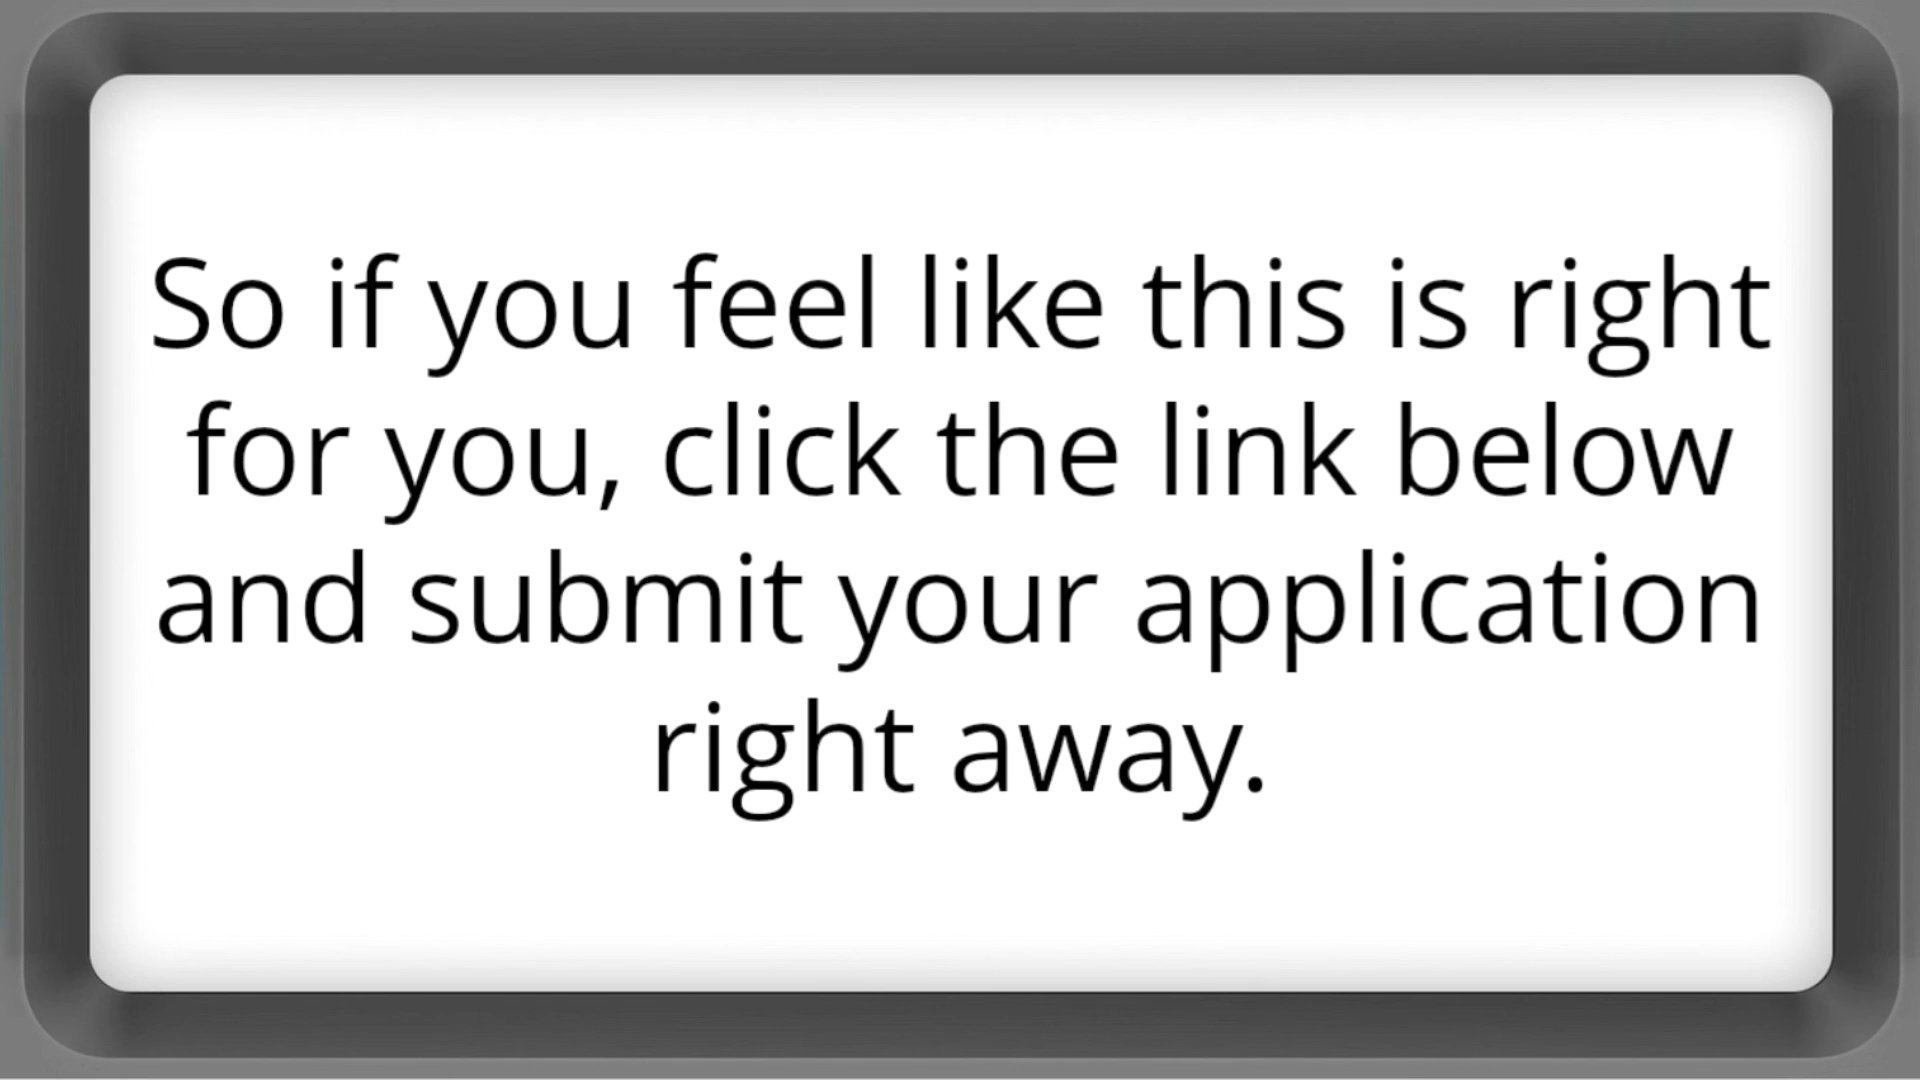 So if you feel like this is right
for you, click the link below
and submit your application
right away.